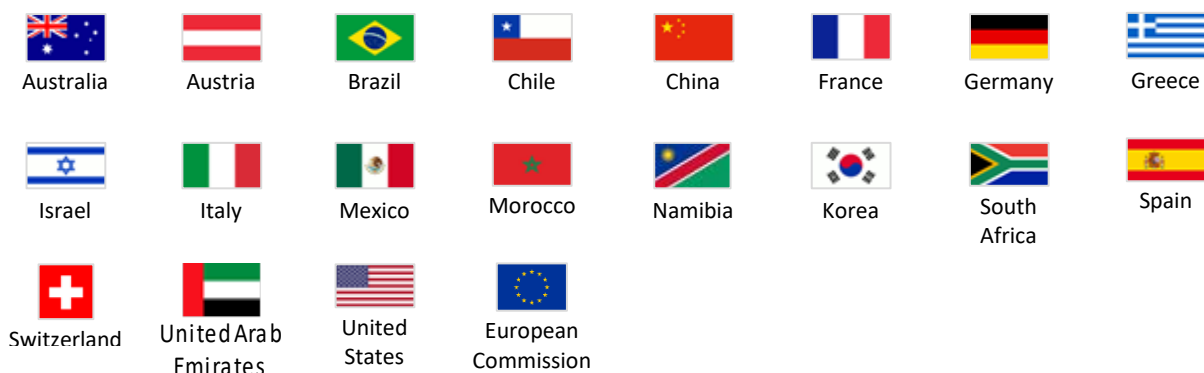 Australia
Austria
Brazil
Chile
China
France
Germany
Greece
Israel
Italy
Mexico
Morocco
Namibia
Korea
South
Africa
Spain
Switzerland
United Arab
Emirates
United
States
European
Commission